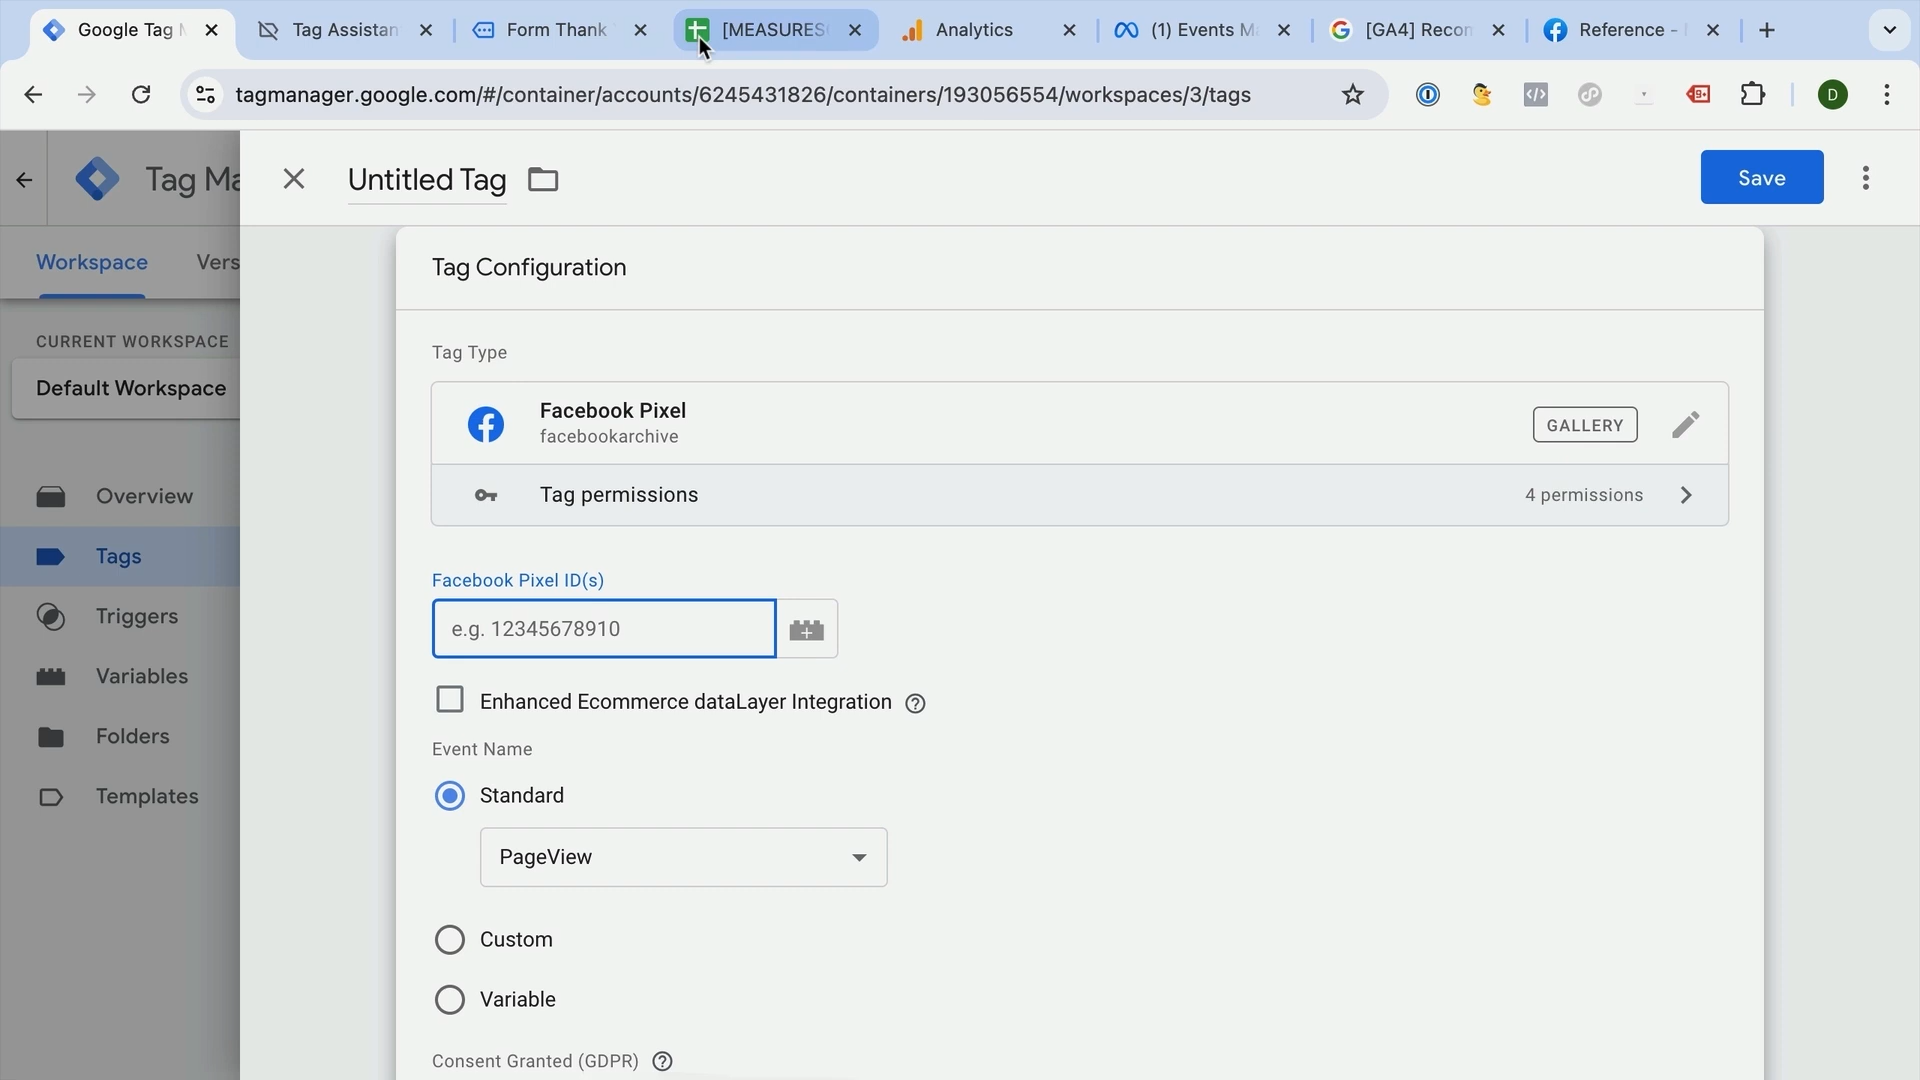 Google Tag M
Tag Assistan
Form Thank
[MEASURES
Analytics
(1) Events Ma
[GA4] Recom
Reference -
tagmanager.google.com/#/container/accounts/6245431826/containers/193056554/workspaces/3/tags
D
Tag Ma
Untitled Tag
Save
Workspace
Vers
Tag Configuration
CURRENT WORKSPACE
Default Workspace
Tag Type
Facebook Pixel
facebookarchive
GALLERY
Tag permissions
4 permissions
Overview
Tags
Triggers
Variables
Folders
Templates
Facebook Pixel ID(s)
e.g. 12345678910
Enhanced Ecommerce dataLayer Integration
Event Name
Standard
PageView
Custom
Variable
Consent Granted (GDPR)